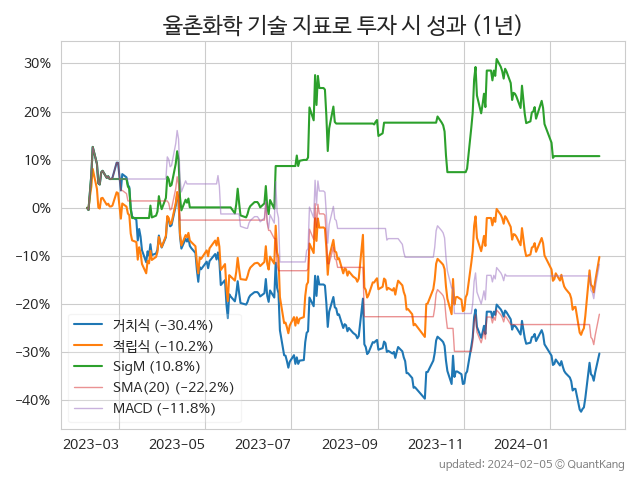 율촌화학 기술 지표로 투자 시 성과 (1년)
30%
20%
10%
0%
−10%
−20%
−30%
−40%
거치식 (−30.4%)
적립식 (−10.2%)
SigM (10.8%)
SMA(20) (−22.2%)
MACD (−11.8%)
2023−03 2023−05 2023−07 2023−09 2023−11 2024−01
updated: 2024−02−05 © QuantKang